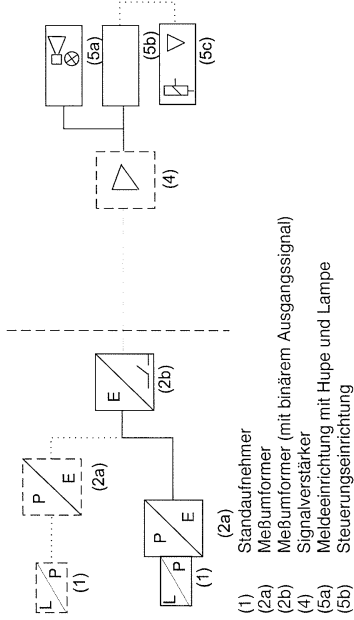 (5a)
(5b)
(5c)
(4)
E
(2b)
P
E
(2a)
L
P
(1)
P
E
(2a)
L
P
(1)
(1) Standaufnehmer
(2a) Meßumformer
(2b) Meßumformer (mit binärem Ausgangssignal)
(4) Signalverstärker
(5a) Meldeeinrichtung mit Hupe und Lampe
(5b) Steuerungseinrichtung